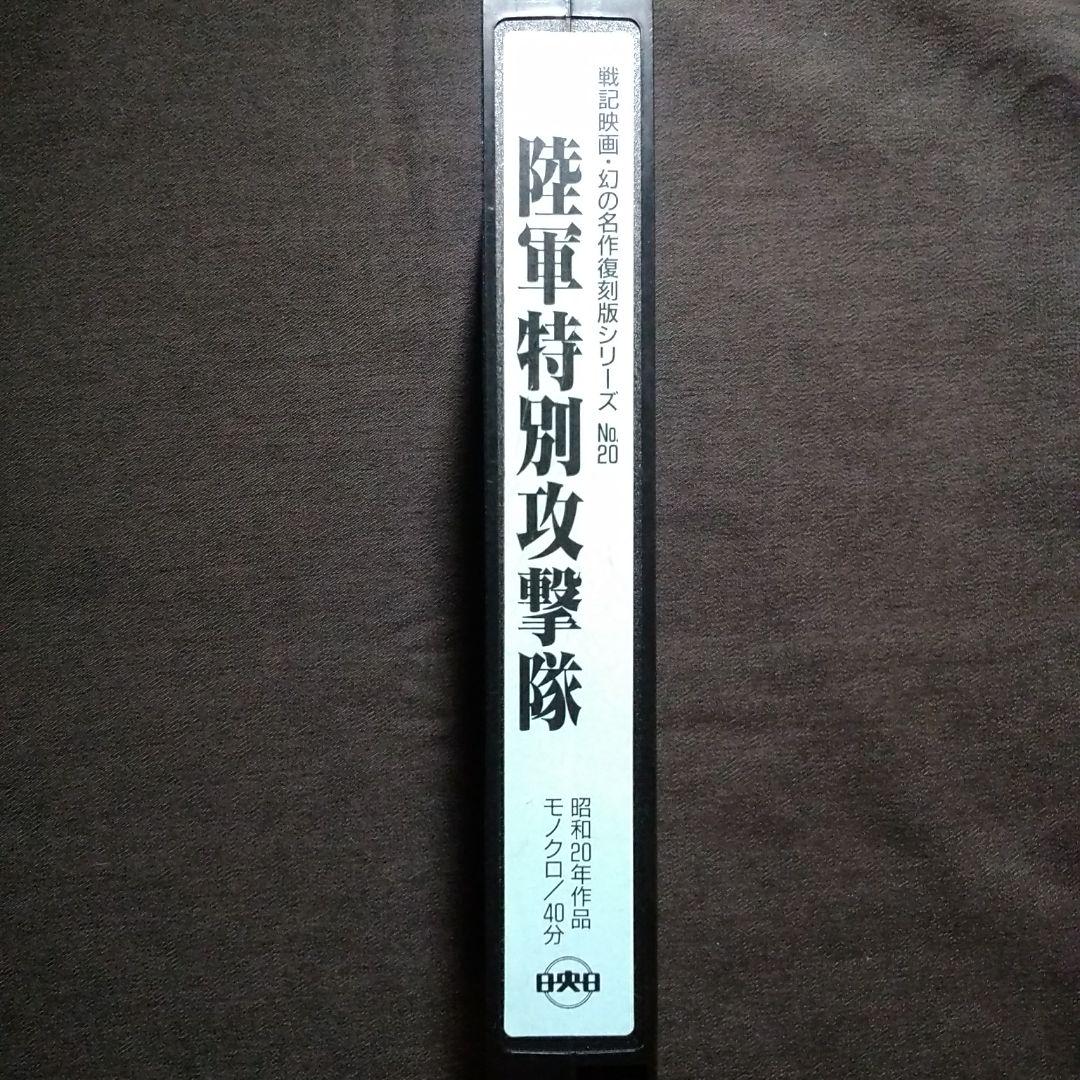 戦記映画・幻の名作復刻版シリーズ No.20
陸軍特別攻撃隊
昭和20年作品
モノクロ/40分
日央日